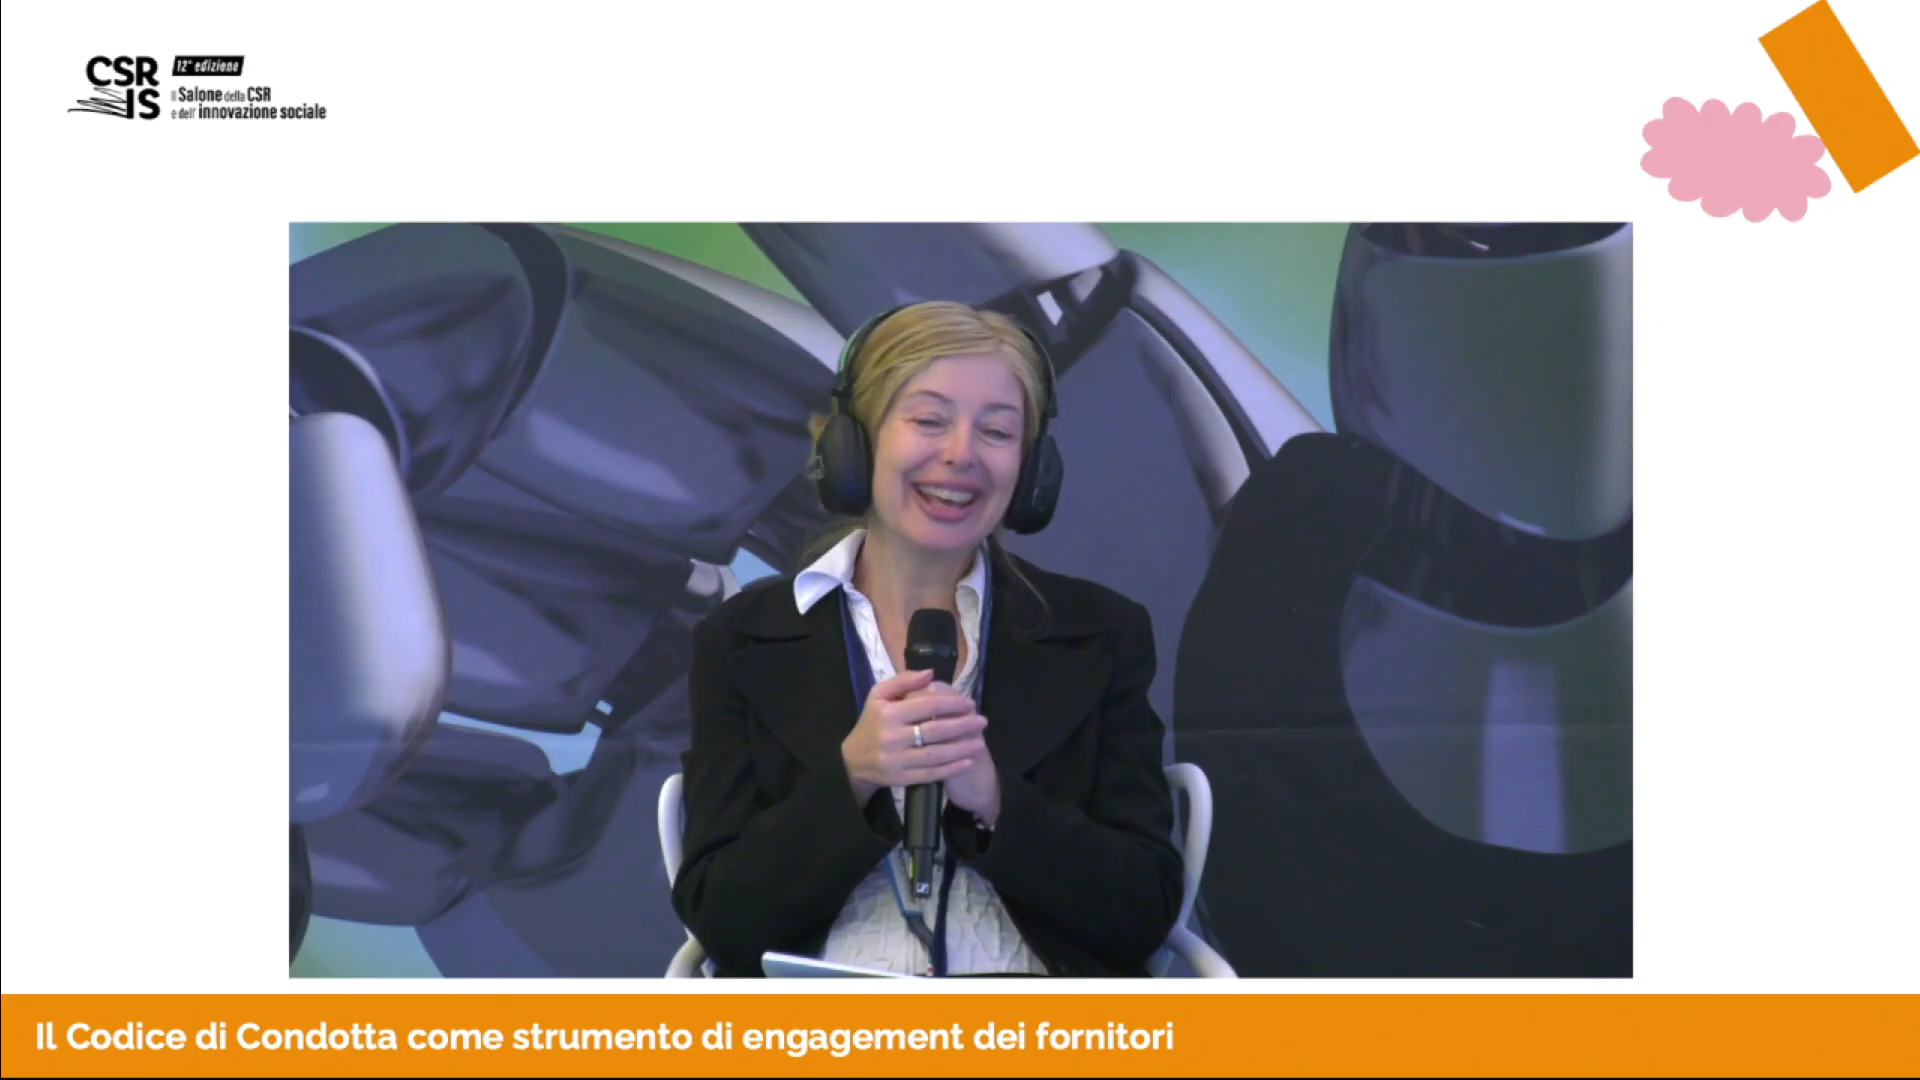 CSR
IS
12° edizione
Il Salone della CSR
e dell'innovazione sociale
Il Codice di Condotta come strumento di engagement dei fornitori